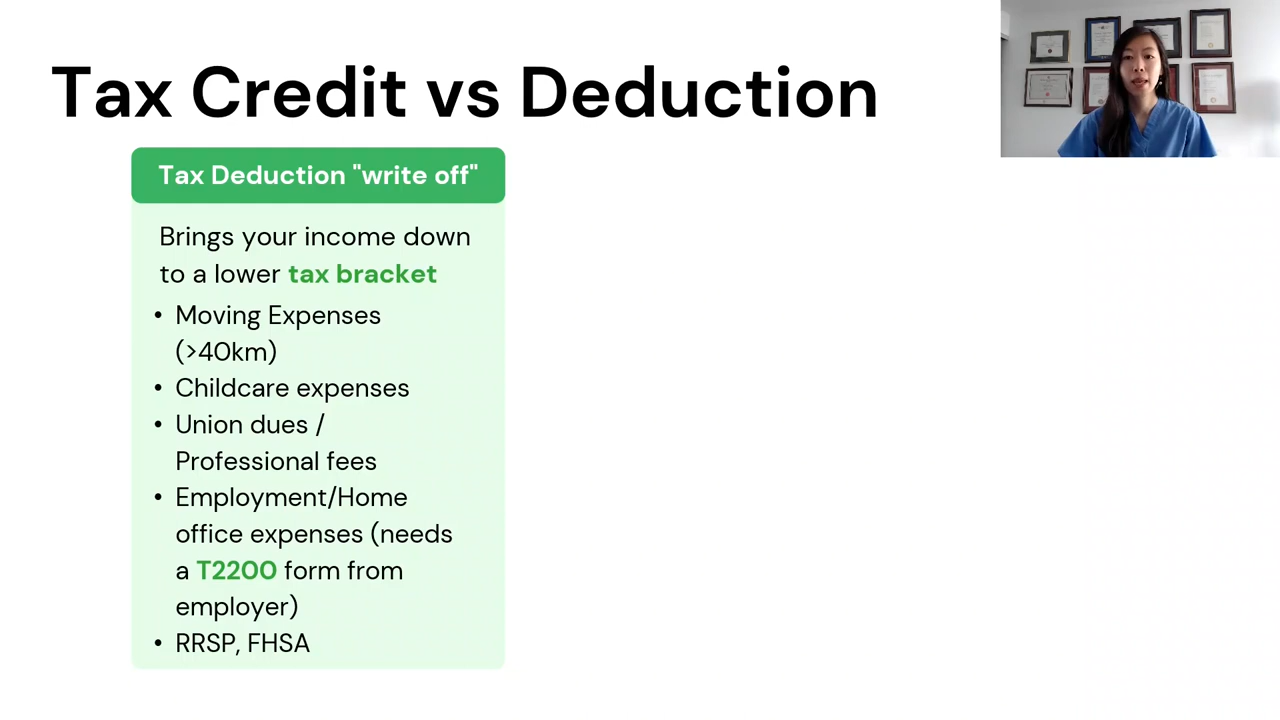 Tax Credit vs Deduction
Tax Deduction "write off"
Brings your income down
to a lower tax bracket
• Moving Expenses
(>40km)
• Childcare expenses
• Union dues /
Professional fees
• Employment/Home
office expenses (needs
a T2200 form from
employer)
• RRSP, FHSA